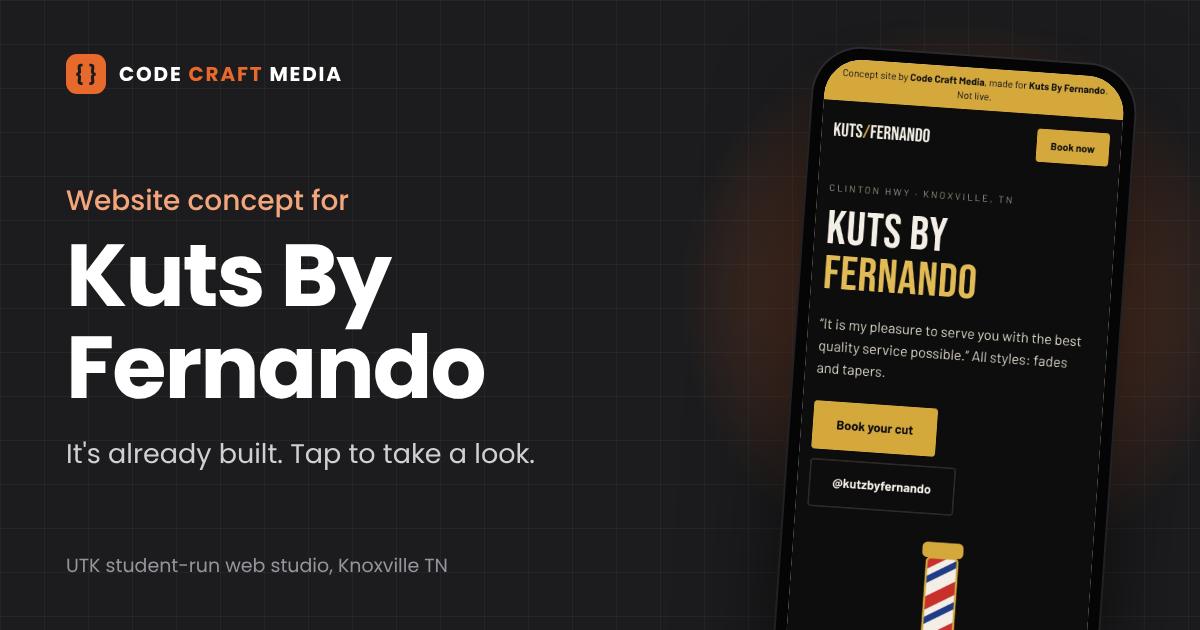 { } CODE CRAFT MEDIA
Website concept for
Kuts By
Fernando
It's already built. Tap to take a look.
UTK student-run web studio, Knoxville TN
Concept site by Code Craft Media, made for Kuts By Fernando.
Not live.
KUTS/FERNANDO
Book now
CLINTON HWY · KNOXVILLE, TN
KUTS BY
FERNANDO
“It is my pleasure to serve you with the best
quality service possible.” All styles: fades
and tapers.
Book your cut
@kutzbyfernando